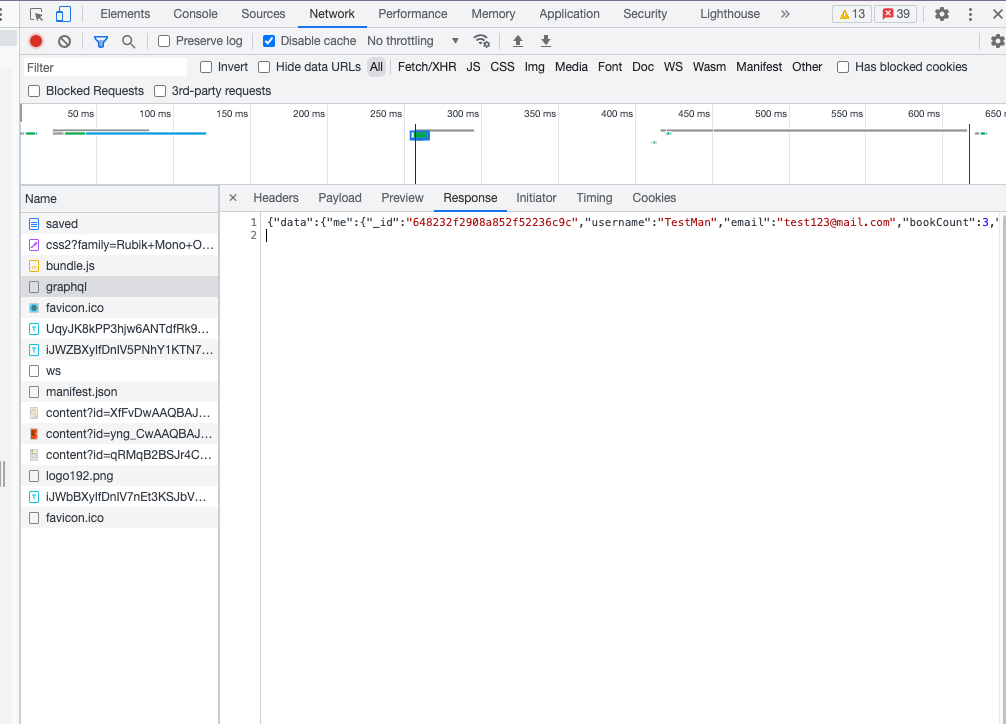 Elements Console Sources Network Performance Memory Application Security Lighthouse » 13 39
Preserve log Disable cache No throttling
Filter Invert Hide data URLs All Fetch/XHR JS CSS Img Media Font Doc WS Wasm Manifest Other Has blocked cookies
Blocked Requests 3rd-party requests
50 ms 100 ms 150 ms 200 ms 250 ms 300 ms 350 ms 400 ms 450 ms 500 ms 550 ms 600 ms 650
Name × Headers Payload Preview Response Initiator Timing Cookies
1 {"data":{"me":{"_id":"648232f2908a852f52236c9c","username":"TestMan","email":"test123@mail.com","bookCount":3,"
2
saved
css2?family=Rubik+Mono+O...
bundle.js
graphql
favicon.ico
UqyJK8kPP3hjw6ANTdfRk9...
iJWZBXyIfDnIV5PNhY1KTN7...
ws
manifest.json
content?id=XfFvDwAAQBAJ...
content?id=yng_CwAAQBAJ...
content?id=qRMqB2BSJr4C...
logo192.png
iJWbBXyIfDnIV7nEt3KSJbV...
favicon.ico